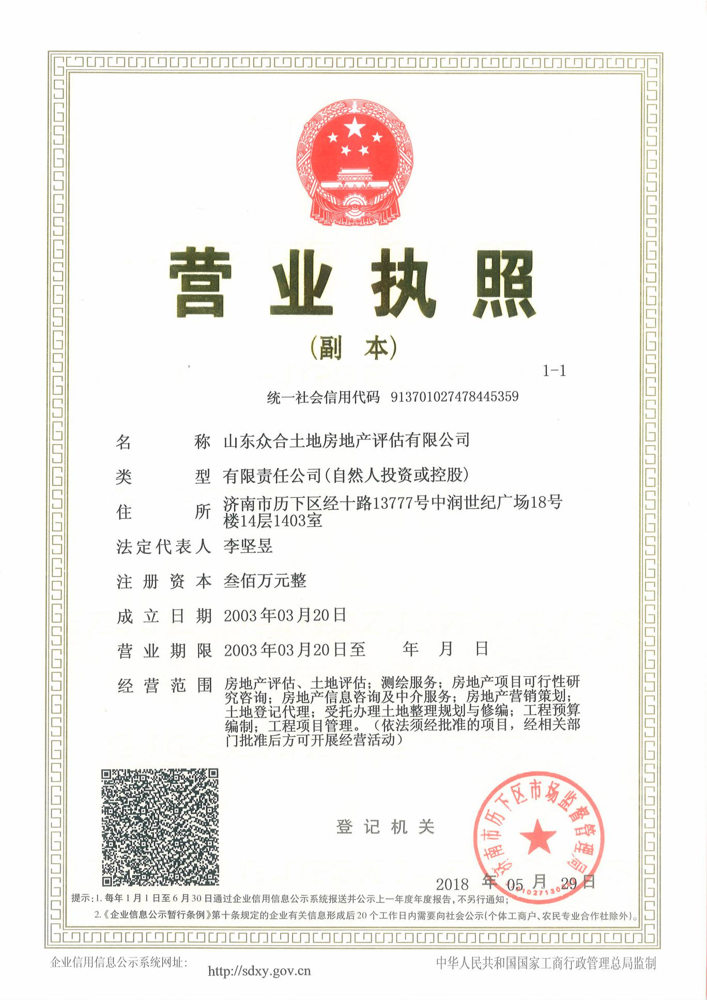 营业执照
(副 本)
1-1
统一社会信用代码 913701027478445359
名 称 山东众合土地房地产评估有限公司
类 型 有限责任公司(自然人投资或控股)
住 所 济南市历下区经十路13777号中润世纪广场18号
楼14层1403室
法定代表人 李坚昱
注册资本 叁佰万元整
成立日期 2003年03月20日
营业期限 2003年03月20日至 年 月 日
经营范围 房地产评估、土地评估；测绘服务；房地产项目可行性研
究咨询；房地产信息咨询及中介服务；房地产营销策划；
土地登记代理；受托办理土地整理规划与修编；工程预算
编制；工程项目管理。（依法须经批准的项目，经相关部
门批准后方可开展经营活动）
济南市历下区市场监督管理局
登记机关
2018 年 05 月 29 日
提示：1. 每年1月1日至6月30日通过企业信用信息公示系统报送并公示上一年度年度报告，不另行通知；
2.《企业信息公示暂行条例》第十条规定的企业有关信息形成后20个工作日内需要向社会公示(个体工商户、农民专业合作社除外)。
企业信用信息公示系统网址：
http://sdxy.gov.cn
中华人民共和国国家工商行政管理总局监制